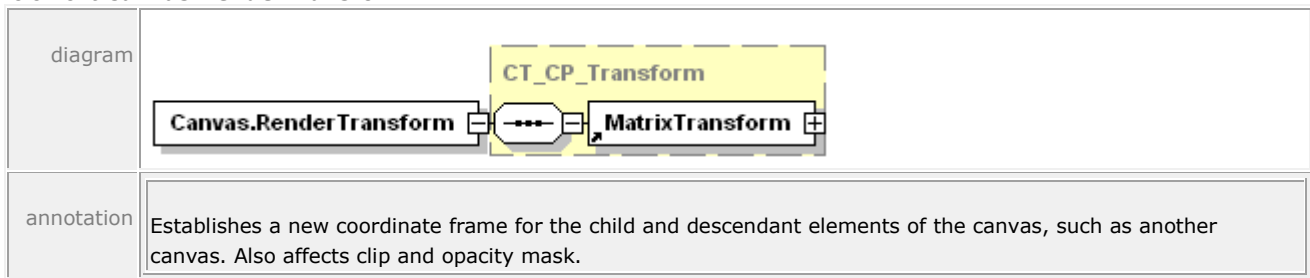 diagram
CT_CP_Transform
Canvas.RenderTransform
MatrixTransform
annotation
Establishes a new coordinate frame for the child and descendant elements of the canvas, such as another
canvas. Also affects clip and opacity mask.